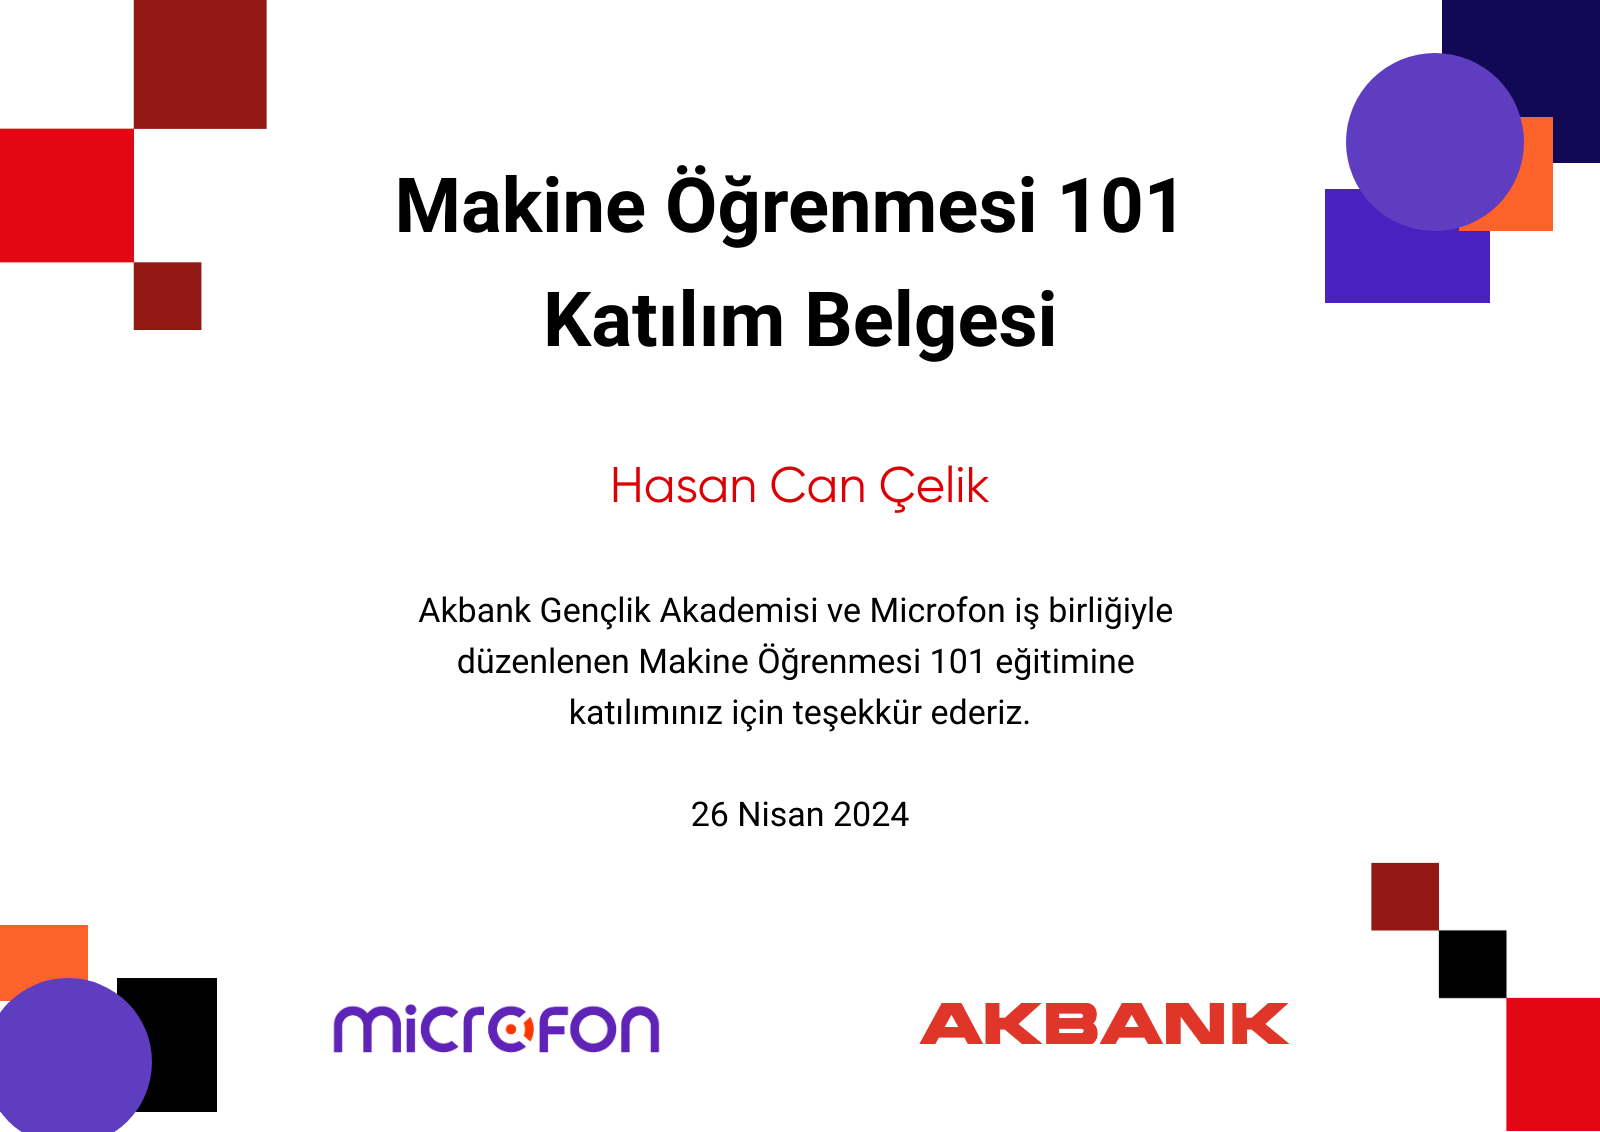 Makine Öğrenmesi 101
Katılım Belgesi
Hasan Can Çelik
Akbank Gençlik Akademisi ve Microfon iş birliğiyle
düzenlenen Makine Öğrenmesi 101 eğitimine
katılımınız için teşekkür ederiz.
26 Nisan 2024
microfon
AKBANK